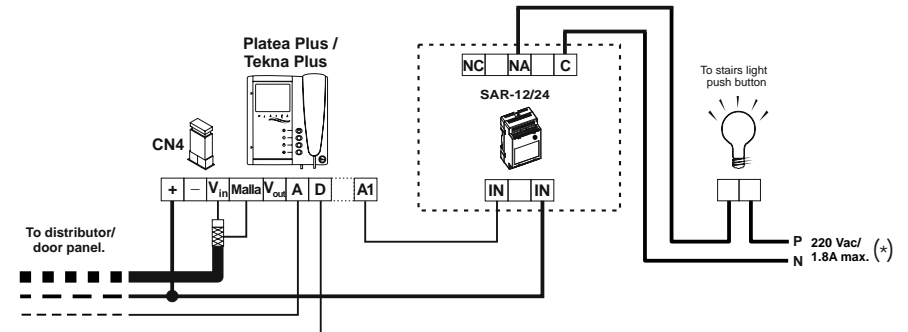 Platea Plus /
Tekna Plus
CN4
+ – Vin Malla Vout A D A1
To distributor/
door panel.
NC NA C
SAR-12/24
IN IN
To stairs light
push button
P
N
220 Vac/
1.8A max. (*)